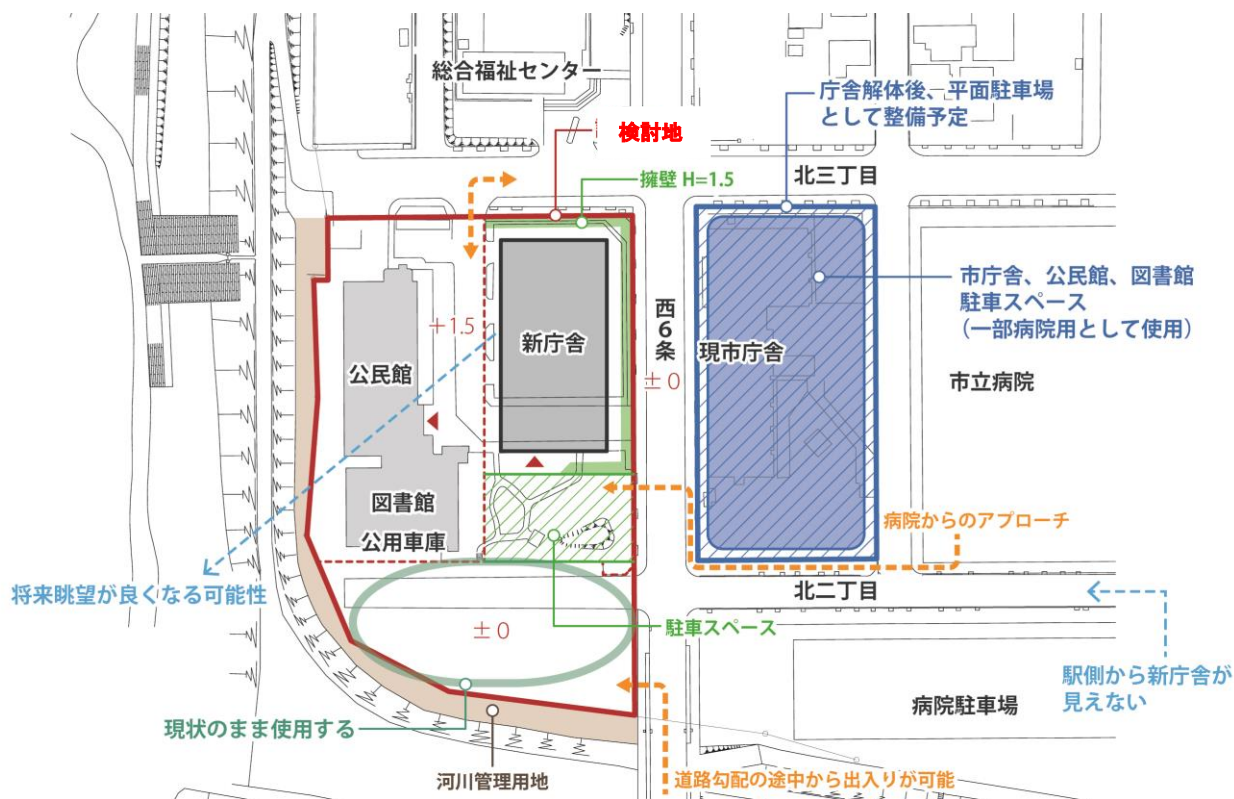 総合福祉センター
庁舎解体後、平面駐車場
として整備予定
検討地
北三丁目
擁壁 H=1.5
市庁舎、公民館、図書館
駐車スペース
（一部病院用として使用）
西6条
+1.5
新庁舎
現市庁舎
±0
公民館
市立病院
図書館
公用車庫
病院からのアプローチ
将来眺望が良くなる可能性
北二丁目
±0
駐車スペース
駅側から新庁舎が
見えない
病院駐車場
現状のまま使用する
河川管理用地
道路勾配の途中から出入りが可能